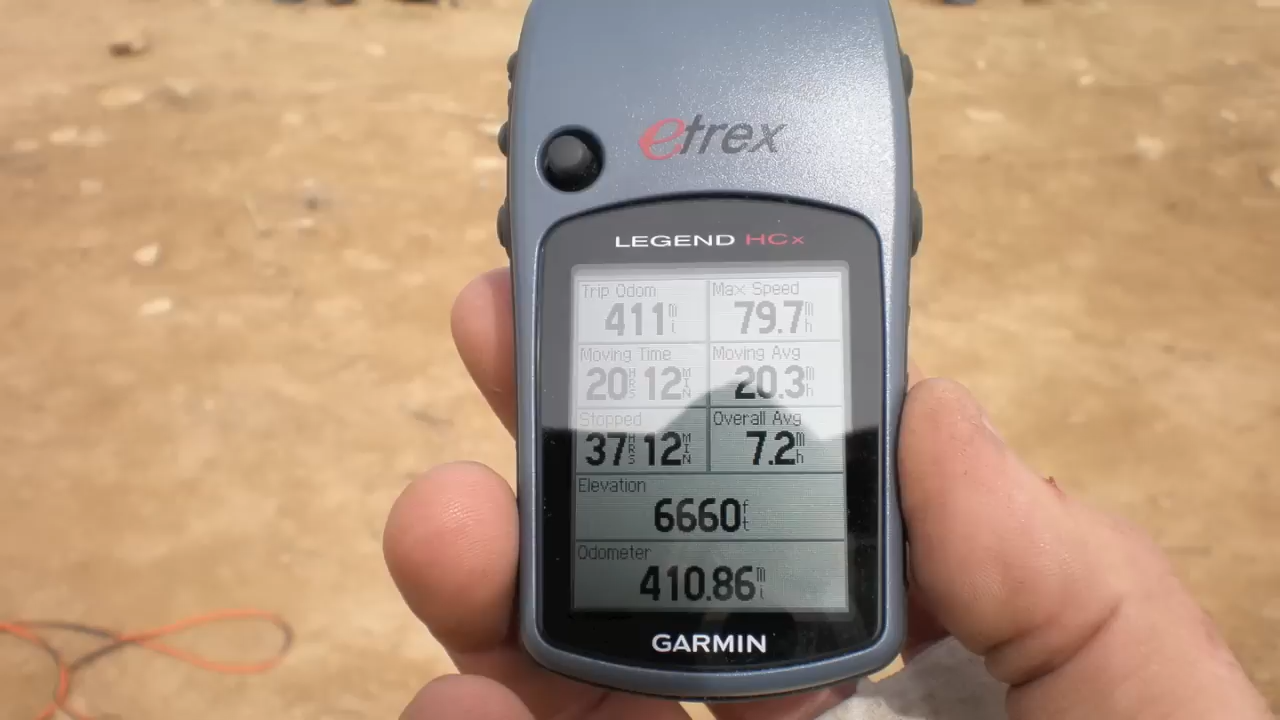 etrex
LEGEND HCx
Trip Odom Max Speed
411 mi 79.7 mh
Moving Time Moving Avg
20 HRS 12 MIN 20.3 mh
Stopped Overall Avg
37 HRS 12 MIN 7.2 mh
Elevation
6660 ft
Odometer
410.86 mi
GARMIN